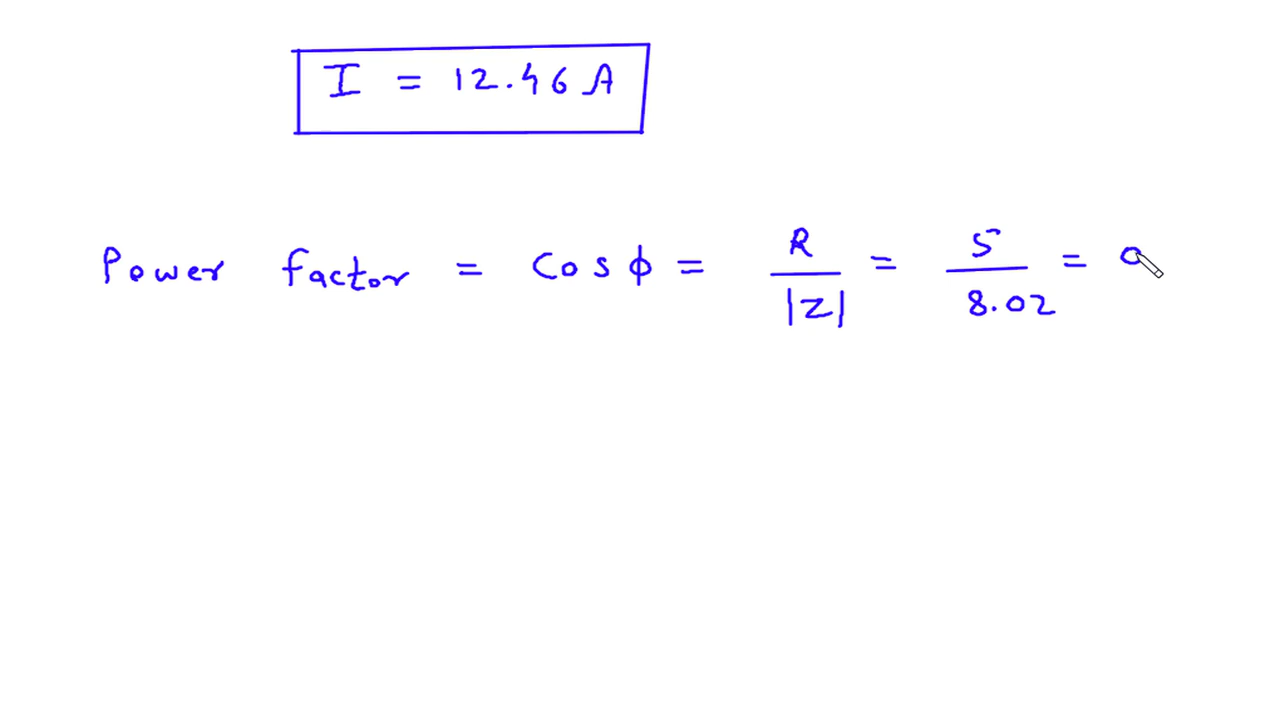 I = 12.46 A
Power factor = cos ϕ = R / |Z| = 5 / 8.02 = 0